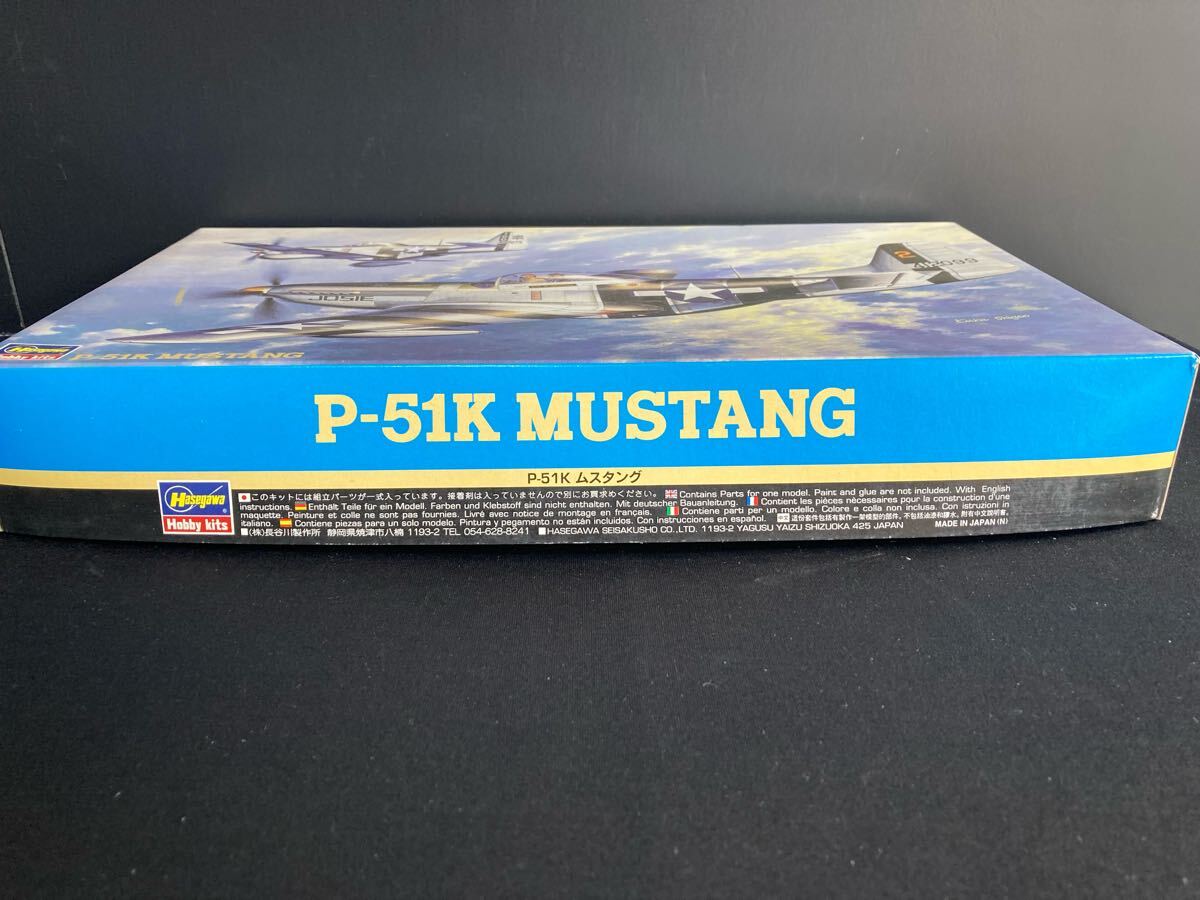 JOSIE
2
Hasegawa
Hobby kits
P-51K MUSTANG
P-51K MUSTANG
P-51K ムスタング
Hasegawa
Hobby kits
このキットには組立パーツが一式入っています。接着剤は入っていませんので別にお買求めください。 Contains Parts for one model. Paint and glue are not included. With English
instructions. Enthält Teile für ein Modell. Farben und Klebstoff sind nicht enthalten. Mit deutscher Bauanleitung. Contient les pièces nécessaires pour la construction d'une
maquette. Peinture et colle ne sont pas fournies. Livré avec notice de montage en français. Contiene parti per un modello. Colore e colla non inclusa. Con istruzioni in
italiano. Contiene piezas para un solo modelo. Pintura y pegamento no están incluidos. Con instrucciones en español.
■(株)長谷川製作所 静岡県焼津市八楠 1193-2 TEL 054-628-8241 ■HASEGAWA SEISAKUSHO CO. LTD. 1193-2 YAGUSU YAIZU SHIZUOKA 425 JAPAN MADE IN JAPAN (N)